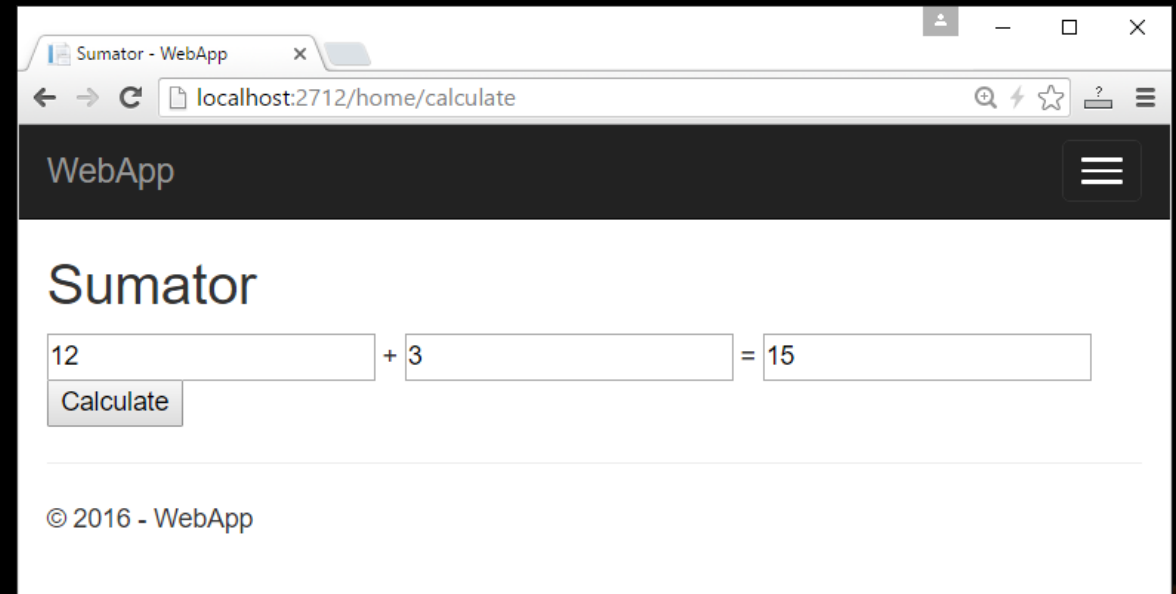 Sumator - WebApp
localhost:2712/home/calculate
?
WebApp
Sumator
12 + 3 = 15
Calculate
© 2016 - WebApp